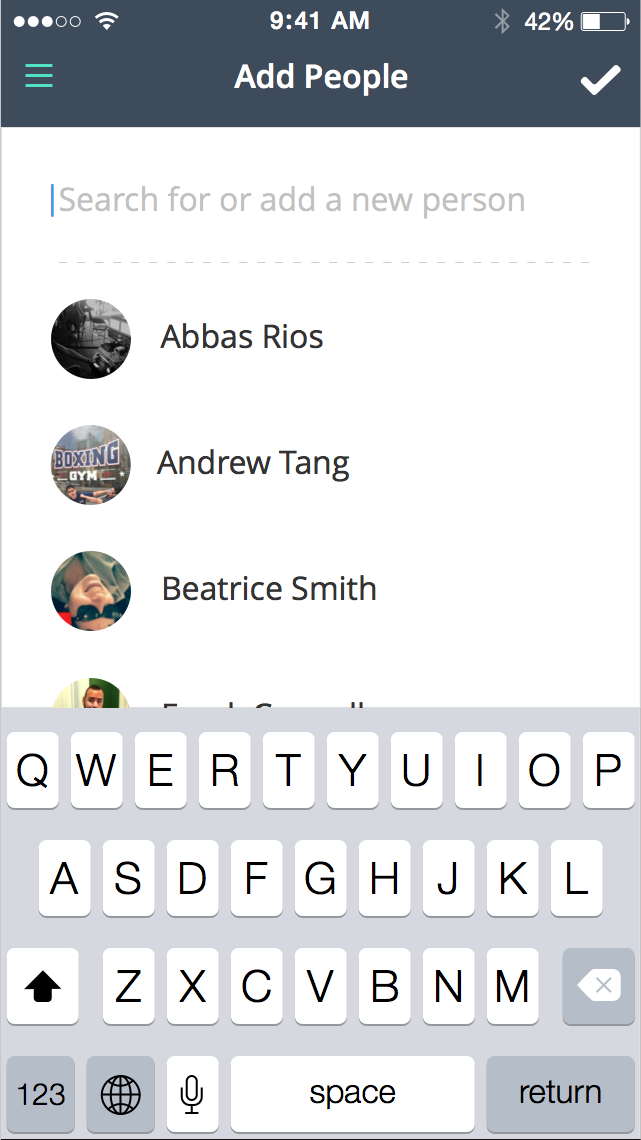 9:41 AM 42%
Add People
Search for or add a new person
Abbas Rios
BOXING
GYM
Andrew Tang
Beatrice Smith
Q W E R T Y U I O P
A S D F G H J K L
Z X C V B N M
123 space return